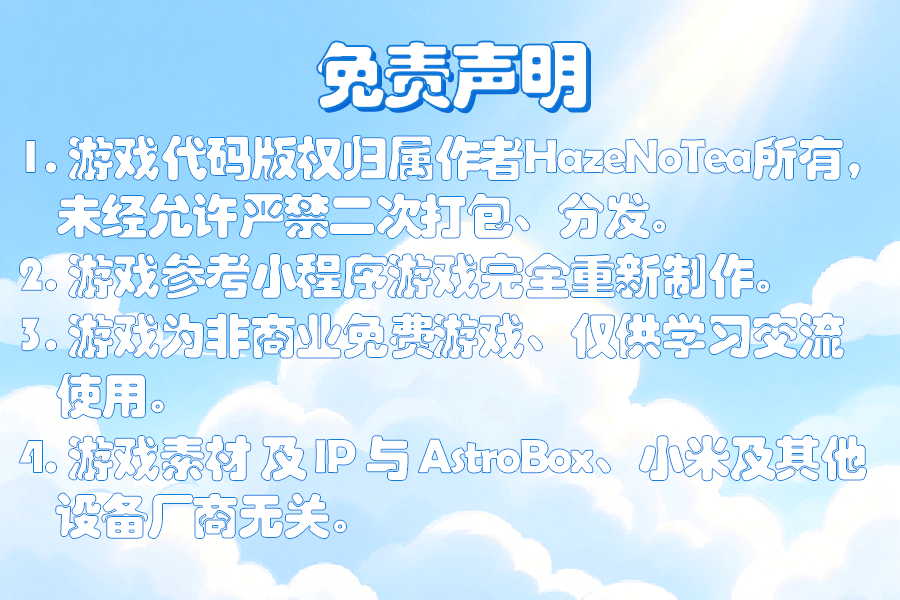 免责声明
1. 游戏代码版权归属作者HazeNoTea所有，
未经允许严禁二次打包、分发。
2. 游戏参考小程序游戏完全重新制作。
3. 游戏为非商业免费游戏、仅供学习交流
使用。
4. 游戏素材及IP与AstroBox、小米及其他
设备厂商无关。